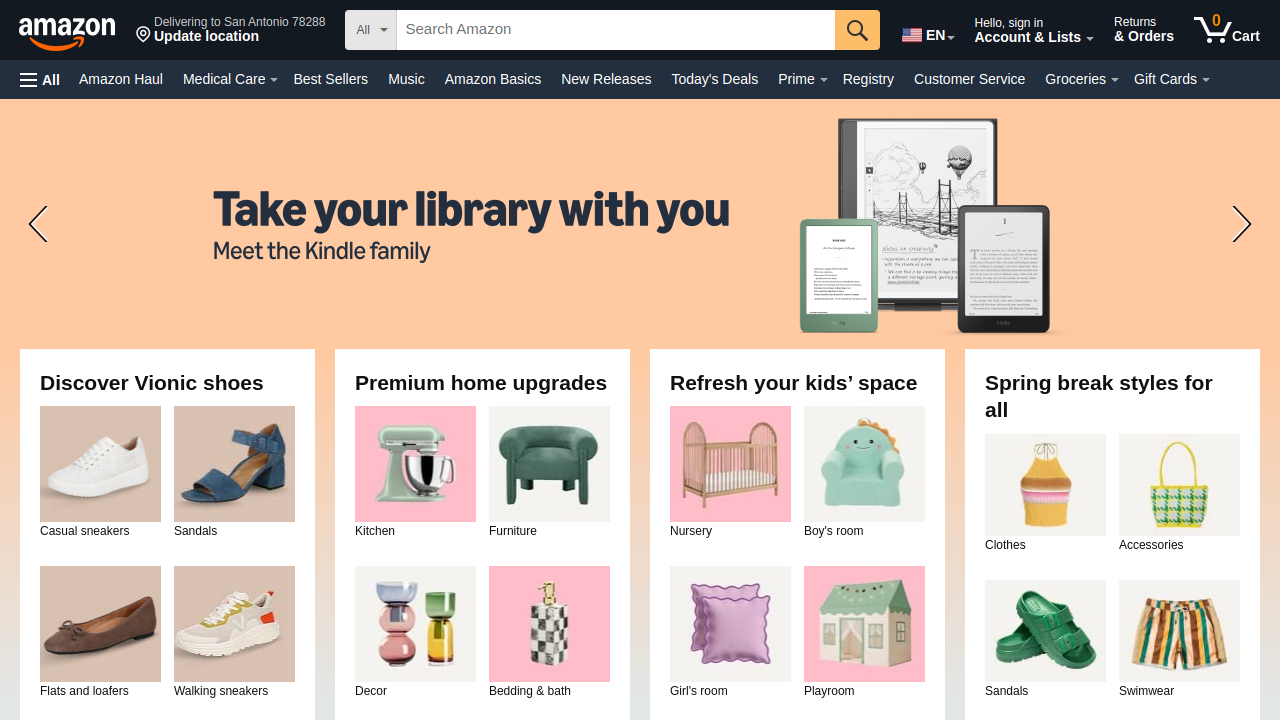 amazon
Delivering to San Antonio 78288
Update location
All
Search Amazon
EN
Hello, sign in
Account & Lists
Returns
& Orders
0
Cart
All
Amazon Haul
Medical Care
Best Sellers
Music
Amazon Basics
New Releases
Today's Deals
Prime
Registry
Customer Service
Groceries
Gift Cards
Take your library with you
Meet the Kindle family
Notes on creativity
Discover Vionic shoes
Casual sneakers
Sandals
Flats and loafers
Walking sneakers
Premium home upgrades
Kitchen
Furniture
Decor
Bedding & bath
Refresh your kids’ space
Nursery
Boy's room
Girl's room
Playroom
Spring break styles for
all
Clothes
Accessories
Sandals
Swimwear